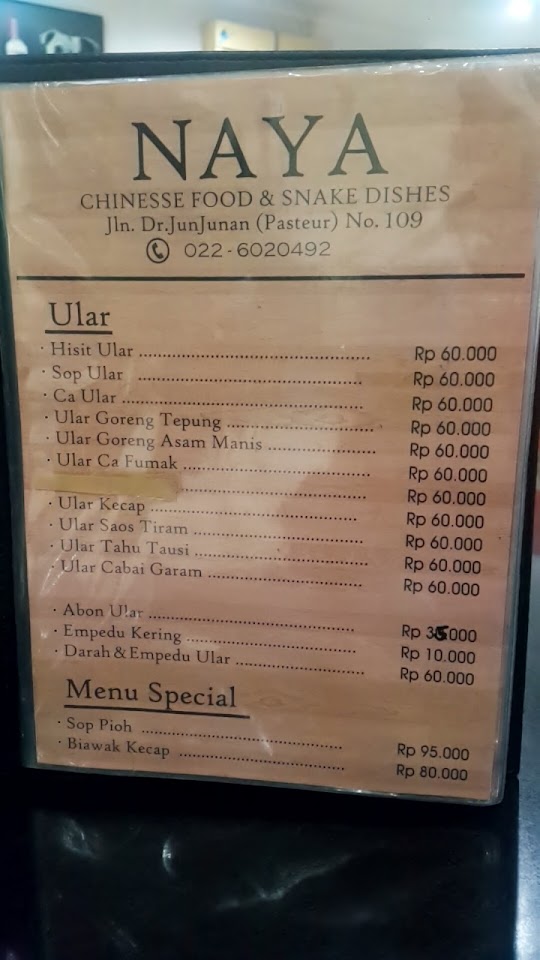 NAYA
CHINESSE FOOD & SNAKE DISHES
Jln. Dr.JunJunan (Pasteur) No. 109
022-6020492
Ular
· Hisit Ular ........ Rp 60.000
· Sop Ular ........ Rp 60.000
· Ca Ular ........ Rp 60.000
· Ular Goreng Tepung ........ Rp 60.000
· Ular Goreng Asam Manis ........ Rp 60.000
· Ular Ca Fumak ........ Rp 60.000
........ Rp 60.000
· Ular Kecap ........ Rp 60.000
· Ular Saos Tiram ........ Rp 60.000
· Ular Tahu Tausi ........ Rp 60.000
· Ular Cabai Garam ........ Rp 60.000
· Abon Ular ........ Rp 35000
· Empedu Kering ........ Rp 10.000
· Darah & Empedu Ular ........ Rp 60.000
Menu Special
· Sop Pioh ........ Rp 95.000
· Biawak Kecap ........ Rp 80.000